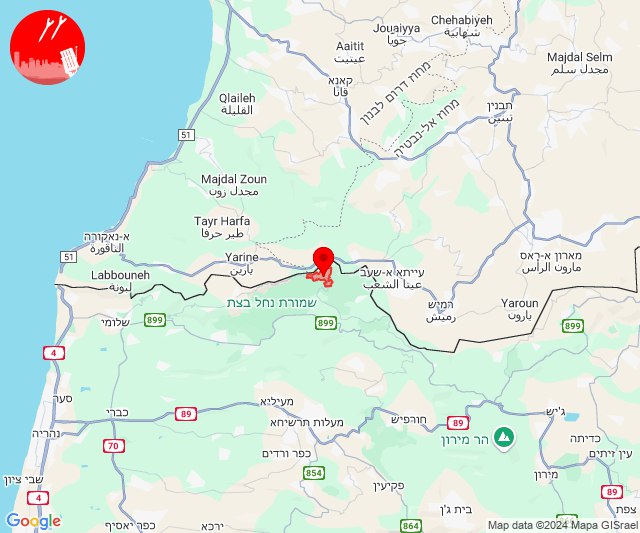 Chehabiyeh
شهابية
Jouaiyya
جويا
Aaitit
عيتيت
Majdal Selm
مجدل سلم
קאנא
قانا
מחוז דרום לבנון
Qlaileh
القليلة
מחוז אל-נבטיה
תבנין
تبنين
51
Majdal Zoun
مجدل زون
Tayr Harfa
طير حرفا
א-נאקורה
الناقورة
51
Yarine
يارين
מארון א-ראס
مارون الرأس
Labbouneh
لبونة
עייתא א-שעב
عيتا الشعب
שמורת נחל בצת
רמיש
رميش
Yaroun
يارون
שלומי
899
899
899
4
סער
מעיליא
כברי
89
מעלות תרשיחא
חורפיש
89
ג'יש
נהריה
הר מירון
כדיתה
70
כפר ורדים
עין זיתים
שבי ציון
854
מירון
פקיעין
89
4
צפת
בית ג'ן
Google
כפר יאסיף
ירכא
864
Map data ©2024 Mapa GISrael